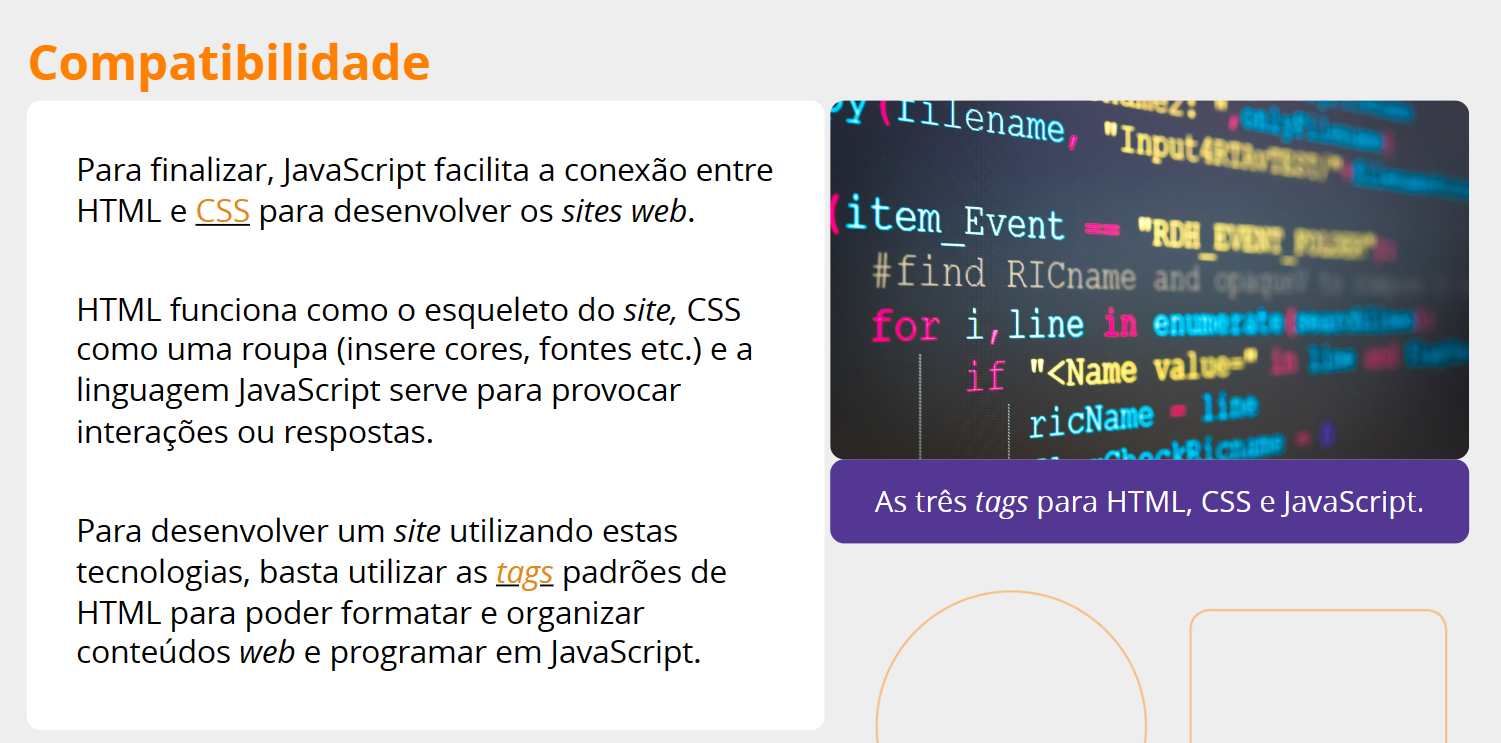 Compatibilidade
Para finalizar, JavaScript facilita a conexão entre
HTML e CSS para desenvolver os sites web.
HTML funciona como o esqueleto do site, CSS
como uma roupa (insere cores, fontes etc.) e a
linguagem JavaScript serve para provocar
interações ou respostas.
Para desenvolver um site utilizando estas
tecnologias, basta utilizar as tags padrões de
HTML para poder formatar e organizar
conteúdos web e programar em JavaScript.
(filename, "Input
(item_Event == "RDH_EVENT_FOLDER"
#find RICname and
for i,line in enumerate(
if "<Name value=" in line and
ricName = line
As três tags para HTML, CSS e JavaScript.